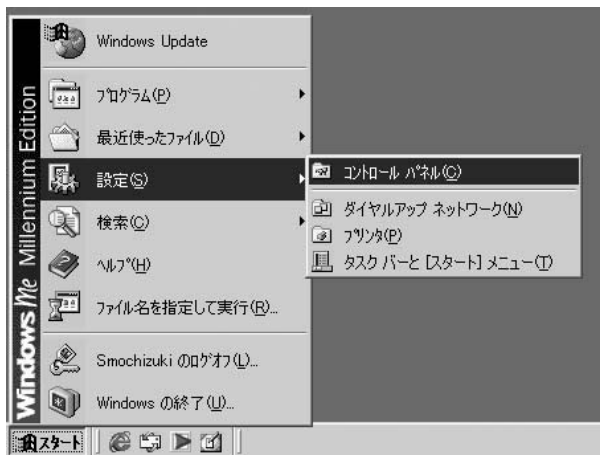 Windows Me Millennium Edition
Windows Update
プログラム(P)
最近使ったファイル(D)
設定(S)
検索(C)
ヘルプ(H)
ファイル名を指定して実行(R)...
Smochizuki のログオフ(L)...
Windows の終了(U)...
コントロール パネル(C)
ダイヤルアップ ネットワーク(N)
プリンタ(P)
タスク バーと [スタート] メニュー(T)
スタート